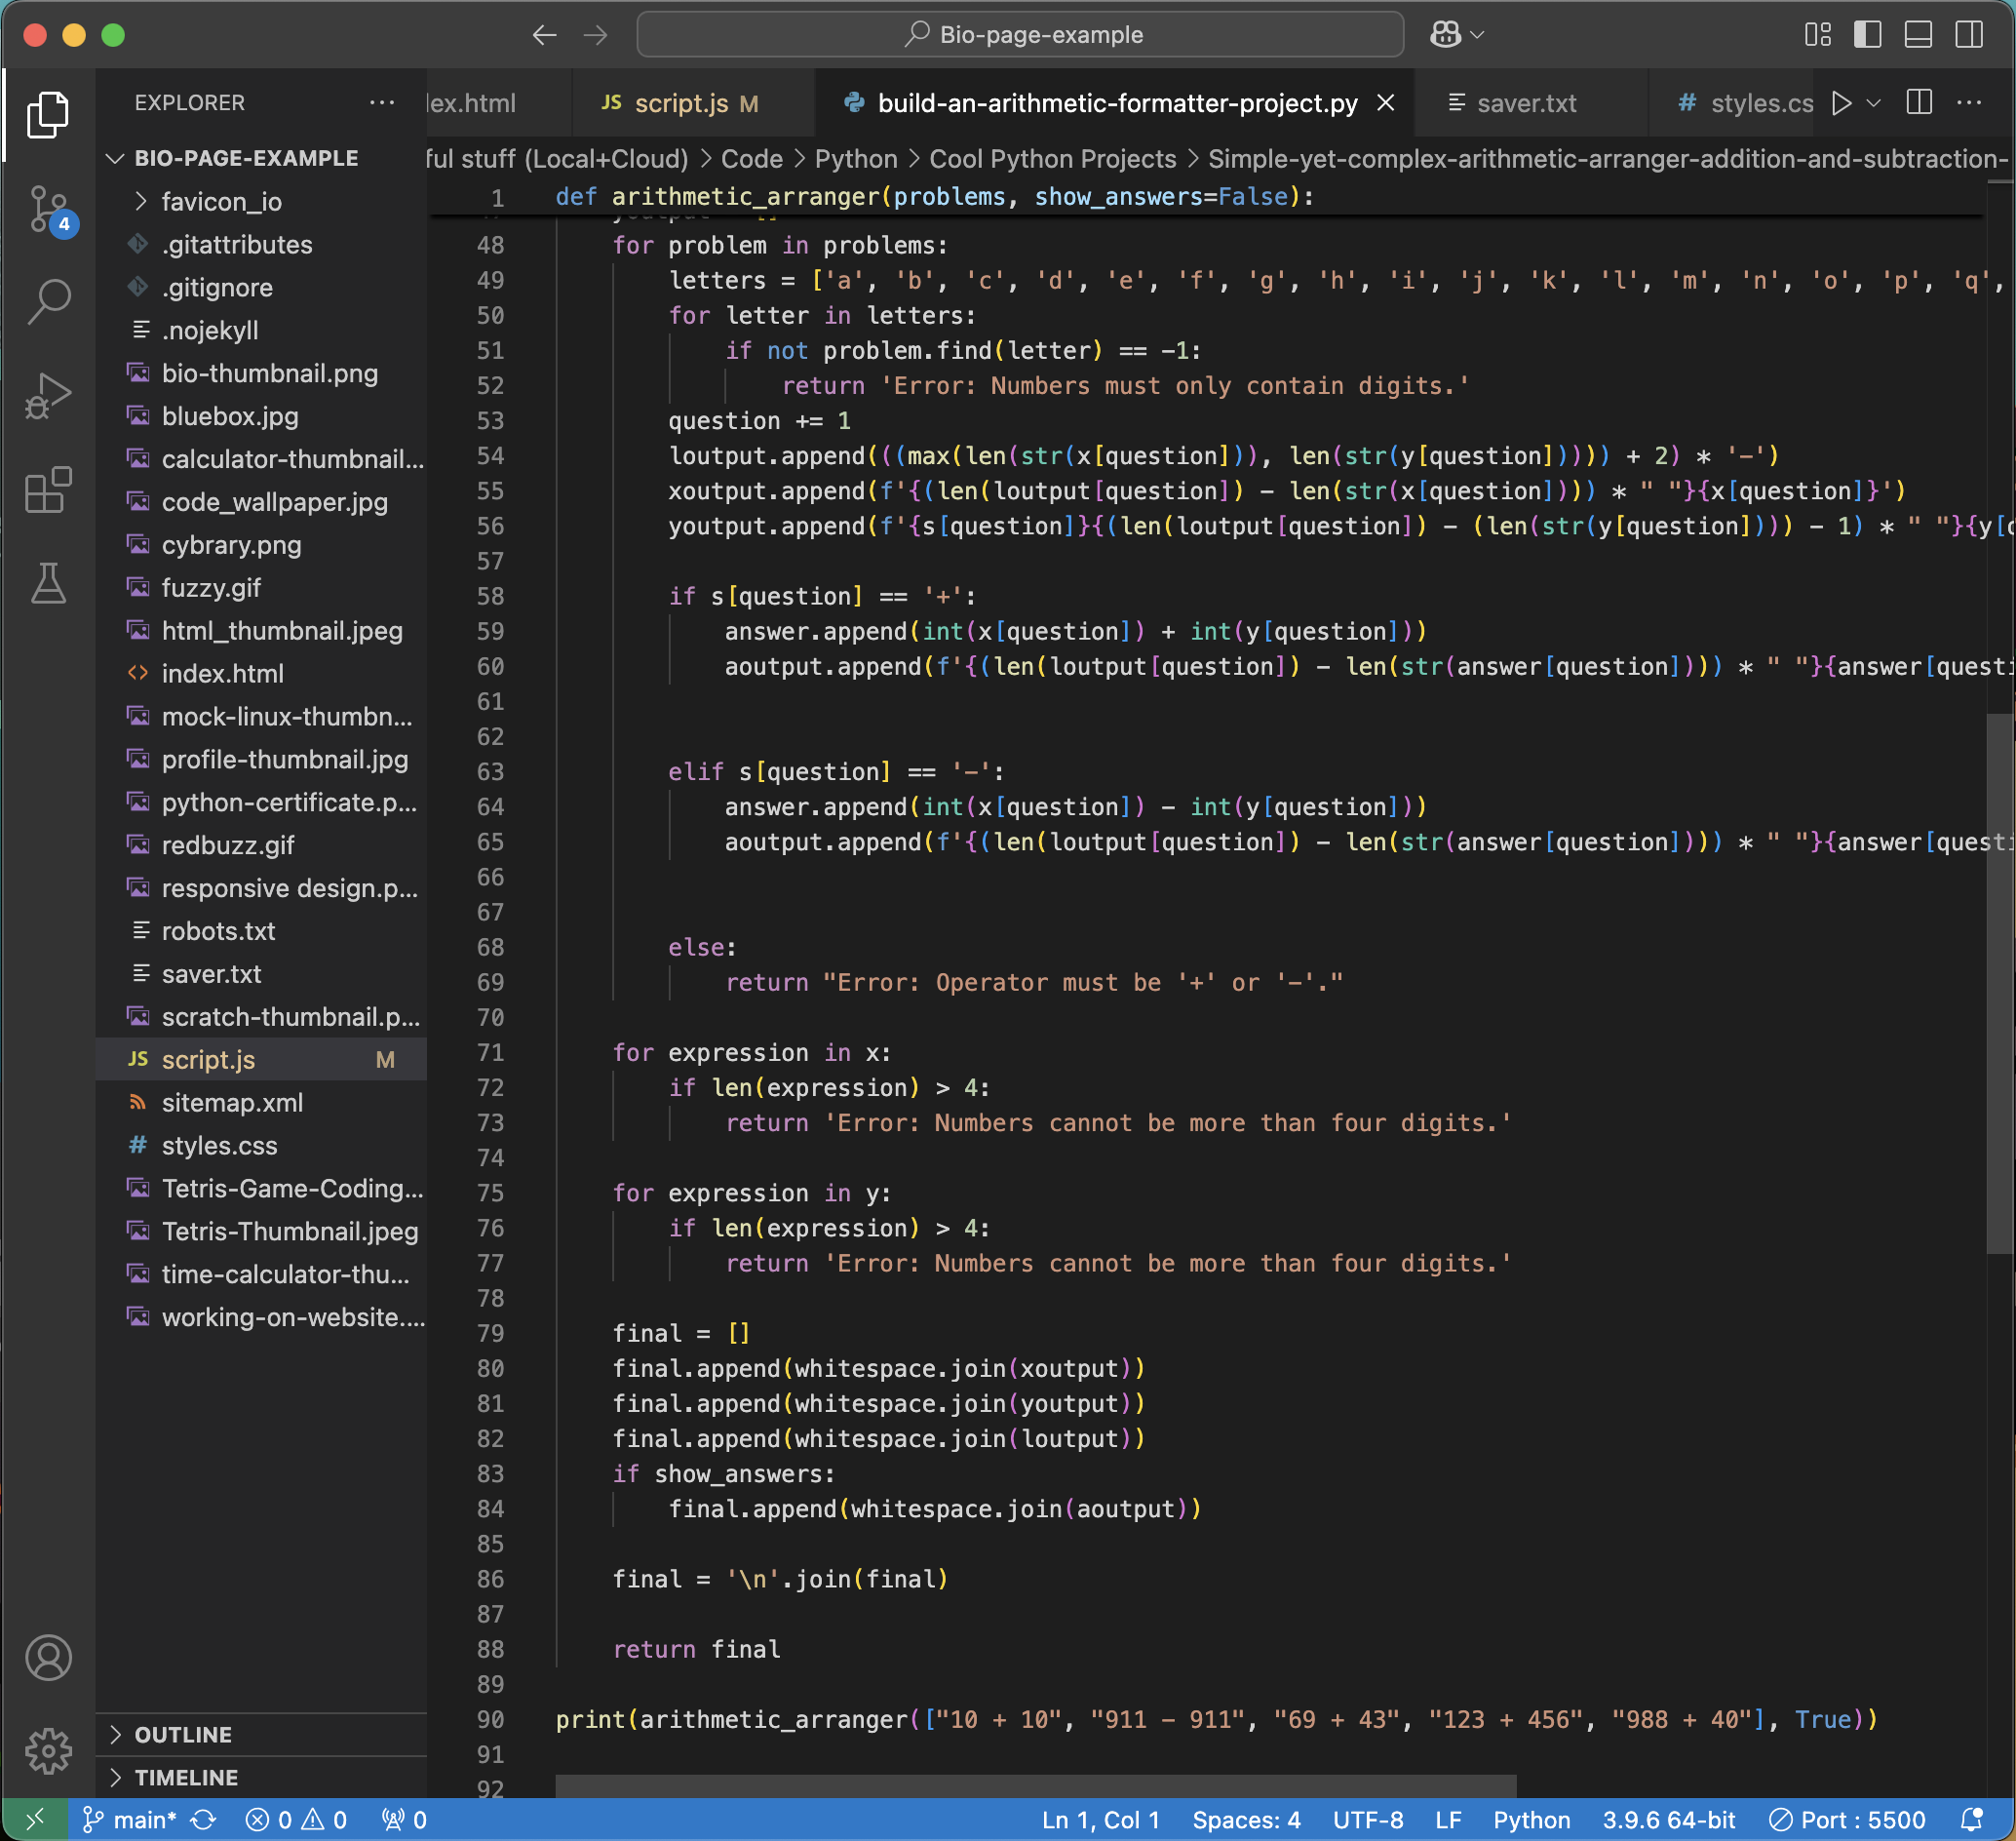 Bio-page-example
EXPLORER
lex.html
JS script.js M
build-an-arithmetic-formatter-project.py
saver.txt
# styles.cs
BIO-PAGE-EXAMPLE
ful stuff (Local+Cloud) > Code > Python > Cool Python Projects > Simple-yet-complex-arithmetic-arranger-addition-and-subtraction-
4
favicon_io
.gitattributes
.gitignore
.nojekyll
bio-thumbnail.png
bluebox.jpg
calculator-thumbnail...
code_wallpaper.jpg
cybrary.png
fuzzy.gif
html_thumbnail.jpeg
<> index.html
mock-linux-thumbn...
profile-thumbnail.jpg
python-certificate.p...
redbuzz.gif
responsive design.p...
robots.txt
saver.txt
scratch-thumbnail.p...
JS script.js M
sitemap.xml
# styles.css
Tetris-Game-Coding...
Tetris-Thumbnail.jpeg
time-calculator-thu...
working-on-website....
OUTLINE
TIMELINE
1 def arithmetic_arranger(problems, show_answers=False):
48 for problem in problems:
49 letters = ['a', 'b', 'c', 'd', 'e', 'f', 'g', 'h', 'i', 'j', 'k', 'l', 'm', 'n', 'o', 'p', 'q',
50 for letter in letters:
51 if not problem.find(letter) == -1:
52 return 'Error: Numbers must only contain digits.'
53 question += 1
54 loutput.append(((max(len(str(x[question])), len(str(y[question])))) + 2) * '-')
55 xoutput.append(f'{(len(loutput[question]) - len(str(x[question]))) * " "}{x[question]}')
56 youtput.append(f'{s[question]}{(len(loutput[question]) - (len(str(y[question]))) - 1) * " "}{y[q
57
58 if s[question] == '+':
59 answer.append(int(x[question]) + int(y[question]))
60 aoutput.append(f'{(len(loutput[question]) - len(str(answer[question]))) * " "}{answer[questi
61
62
63 elif s[question] == '-':
64 answer.append(int(x[question]) - int(y[question]))
65 aoutput.append(f'{(len(loutput[question]) - len(str(answer[question]))) * " "}{answer[questi
66
67
68 else:
69 return "Error: Operator must be '+' or '-'."
70
71 for expression in x:
72 if len(expression) > 4:
73 return 'Error: Numbers cannot be more than four digits.'
74
75 for expression in y:
76 if len(expression) > 4:
77 return 'Error: Numbers cannot be more than four digits.'
78
79 final = []
80 final.append(whitespace.join(xoutput))
81 final.append(whitespace.join(youtput))
82 final.append(whitespace.join(loutput))
83 if show_answers:
84 final.append(whitespace.join(aoutput))
85
86 final = '\n'.join(final)
87
88 return final
89
90 print(arithmetic_arranger(["10 + 10", "911 - 911", "69 + 43", "123 + 456", "988 + 40"], True))
91
92
main* 0 0 0 Ln 1, Col 1 Spaces: 4 UTF-8 LF Python 3.9.6 64-bit Port : 5500